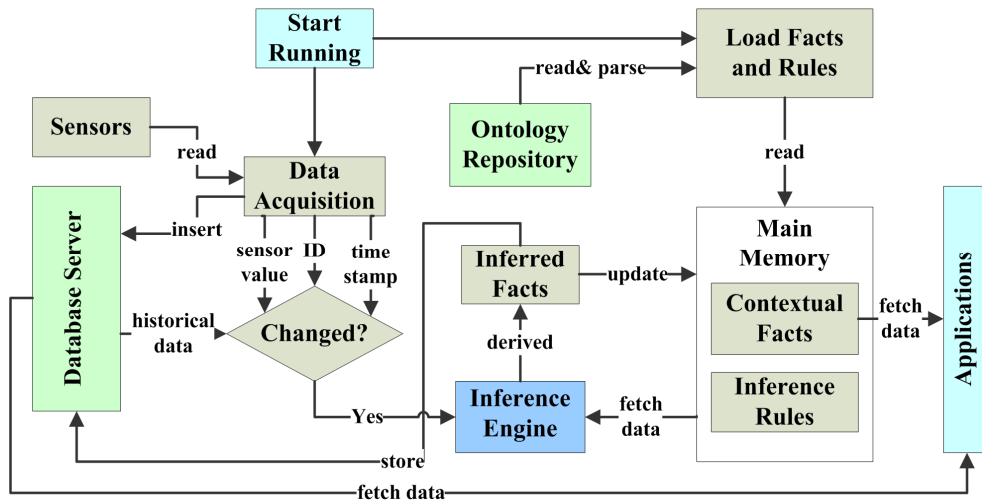 Start
Running
Load Facts
and Rules
read& parse
Sensors
Ontology
Repository
read
read
Data
Acquisition
insert
sensor
value
ID
time
stamp
Database Server
historical
data
Changed?
Inferred
Facts
update
Main
Memory
Contextual
Facts
fetch
data
Applications
derived
Inference
Rules
Yes
Inference
Engine
fetch
data
store
fetch data